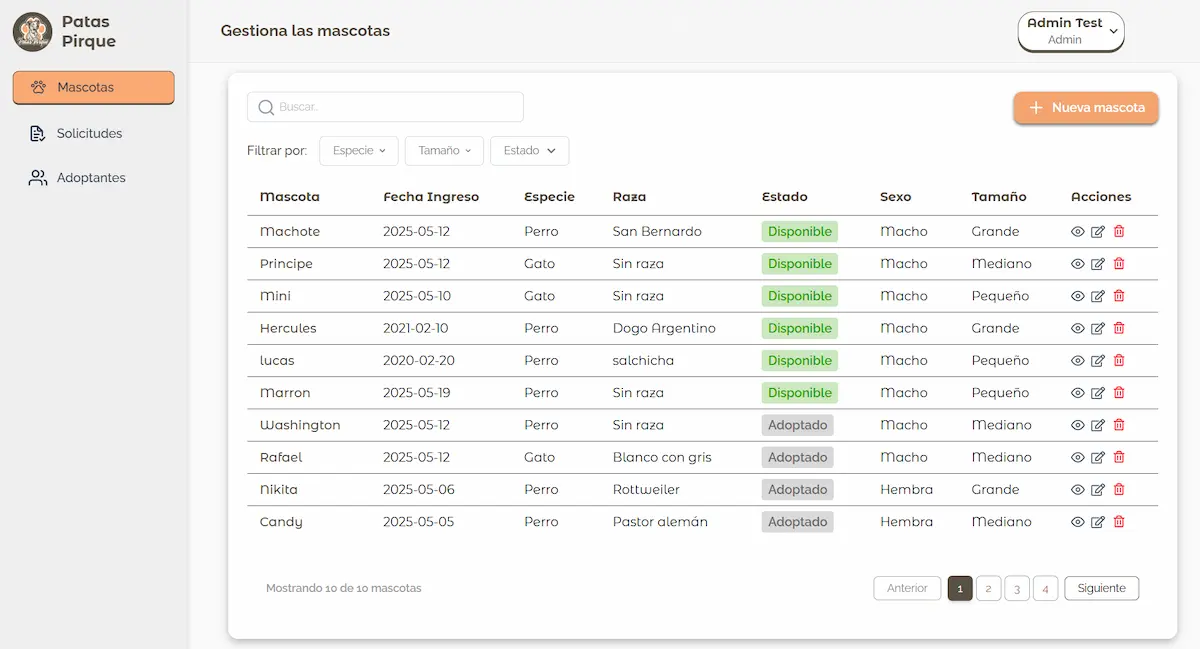 Patas
Pirque
Gestiona las mascotas
Admin Test
Admin
Mascotas
Solicitudes
Adoptantes
Buscar..
Nueva mascota
Filtrar por: Especie Tamaño Estado
Mascota Fecha Ingreso Especie Raza Estado Sexo Tamaño Acciones
Machote 2025-05-12 Perro San Bernardo Disponible Macho Grande
Principe 2025-05-12 Gato Sin raza Disponible Macho Mediano
Mini 2025-05-10 Gato Sin raza Disponible Macho Pequeño
Hercules 2021-02-10 Perro Dogo Argentino Disponible Macho Grande
lucas 2020-02-20 Perro salchicha Disponible Macho Pequeño
Marron 2025-05-19 Perro Sin raza Disponible Macho Pequeño
Washington 2025-05-12 Perro Sin raza Adoptado Macho Mediano
Rafael 2025-05-12 Gato Blanco con gris Adoptado Macho Mediano
Nikita 2025-05-06 Perro Rottweiler Adoptado Hembra Grande
Candy 2025-05-05 Perro Pastor alemán Adoptado Hembra Mediano
Mostrando 10 de 10 mascotas
Anterior 1 2 3 4 Siguiente